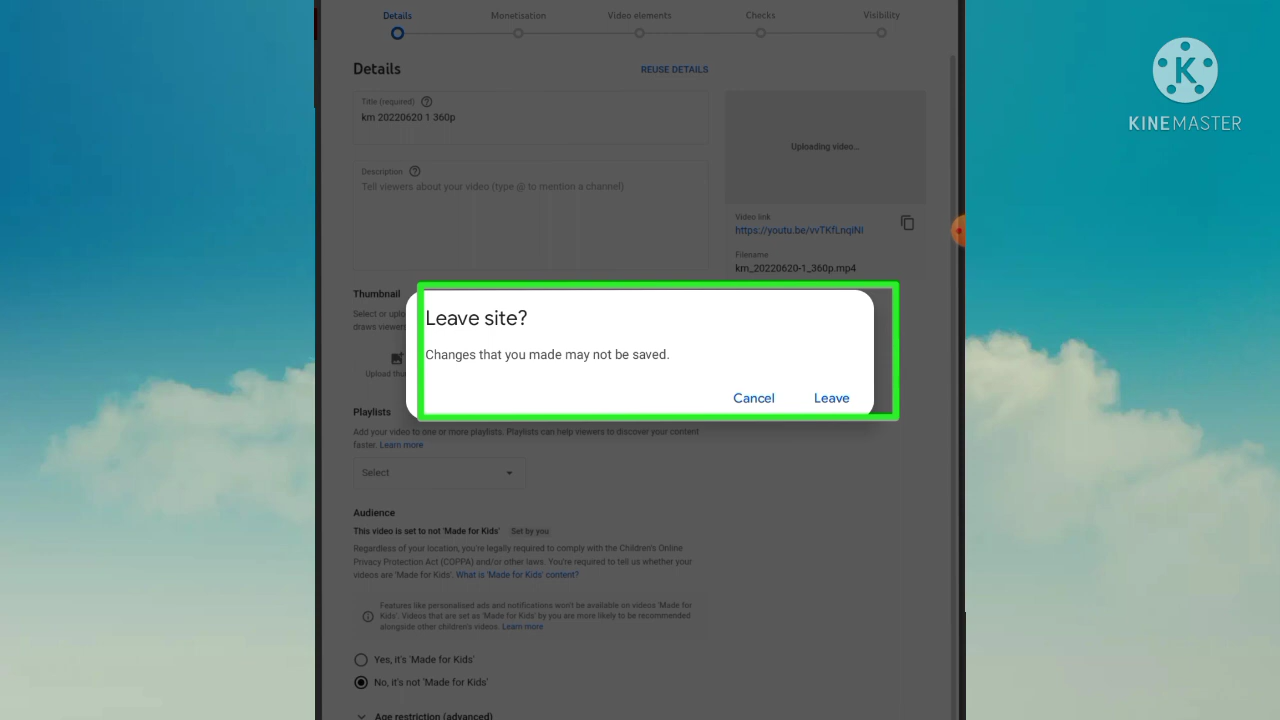 Details
Monetisation
Video elements
Checks
Visibility
K
KINEMASTER
Details
REUSE DETAILS
Title (required)
km 20220620 1 360p
Uploading video...
Description
Tell viewers about your video (type @ to mention a channel)
Video link
https://youtu.be/vvTKfLnqiNI
Filename
km_20220620-1_360p.mp4
Thumbnail
Select or uplo
draws viewers
Upload thu
Leave site?
Changes that you made may not be saved.
Cancel
Leave
Playlists
Add your video to one or more playlists. Playlists can help viewers to discover your content
faster. Learn more
Select
Audience
This video is set to not 'Made for Kids' Set by you
Regardless of your location, you're legally required to comply with the Children's Online
Privacy Protection Act (COPPA) and/or other laws. You're required to tell us whether your
videos are 'Made for Kids'. What is 'Made for Kids' content?
Features like personalised ads and notifications won't be available on videos 'Made for
Kids'. Videos that are set as 'Made for Kids' by you are more likely to be recommended
alongside other children's videos. Learn more
Yes, it's 'Made for Kids'
No, it's not 'Made for Kids'
Age restriction (advanced)